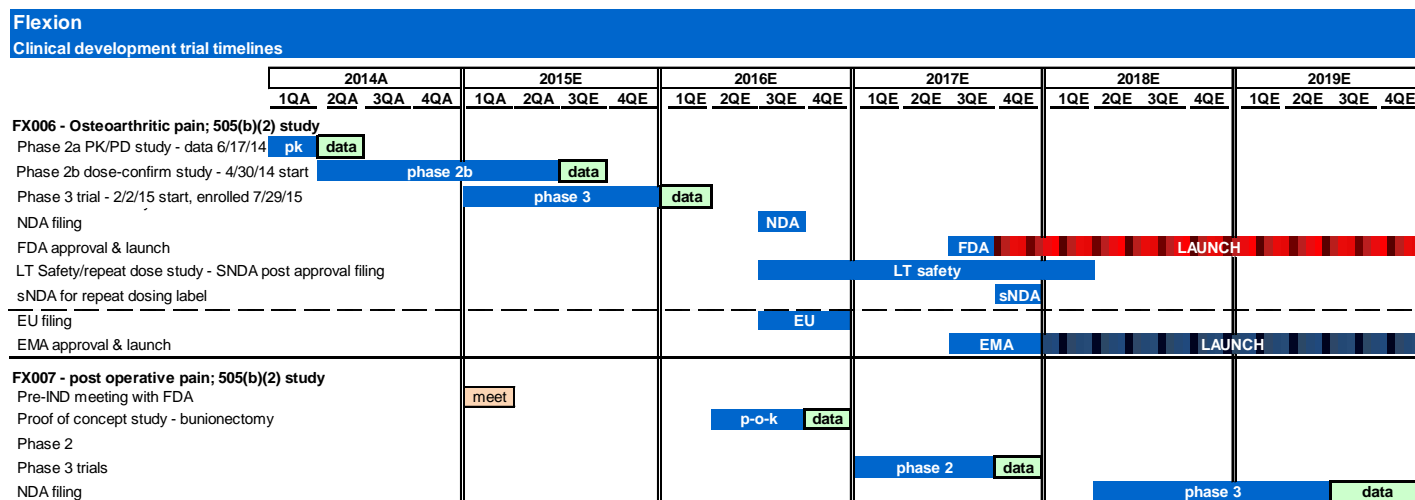 Flexion
Clinical development trial timelines
2014A 2015E 2016E 2017E 2018E 2019E
1QA 2QA 3QA 4QA 1QA 2QA 3QE 4QE 1QE 2QE 3QE 4QE 1QE 2QE 3QE 4QE 1QE 2QE 3QE 4QE 1QE 2QE 3QE 4QE
FX006 - Osteoarthritic pain; 505(b)(2) study
Phase 2a PK/PD study - data 6/17/14 pk data
Phase 2b dose-confirm study - 4/30/14 start phase 2b data
Phase 3 trial - 2/2/15 start, enrolled 7/29/15 phase 3 data
NDA filing NDA
FDA approval & launch FDA LAUNCH
LT Safety/repeat dose study - SNDA post approval filing LT safety
sNDA for repeat dosing label sNDA
EU filing EU
EMA approval & launch EMA LAUNCH
FX007 - post operative pain; 505(b)(2) study
Pre-IND meeting with FDA meet
Proof of concept study - bunionectomy p-o-k data
Phase 2
Phase 3 trials phase 2 data
NDA filing phase 3 data